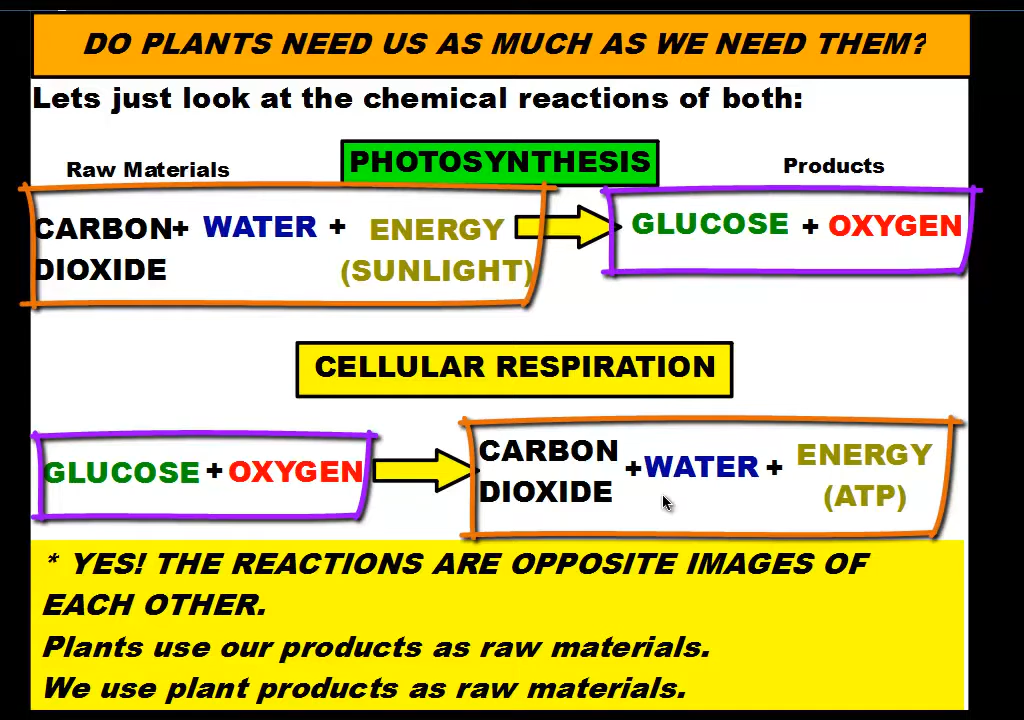 DO PLANTS NEED US AS MUCH AS WE NEED THEM?
Lets just look at the chemical reactions of both:
PHOTOSYNTHESIS
Raw Materials
Products
CARBON+ WATER + ENERGY GLUCOSE + OXYGEN
DIOXIDE (SUNLIGHT)
CELLULAR RESPIRATION
GLUCOSE + OXYGEN CARBON +WATER + ENERGY
DIOXIDE (ATP)
* YES! THE REACTIONS ARE OPPOSITE IMAGES OF
EACH OTHER.
Plants use our products as raw materials.
We use plant products as raw materials.